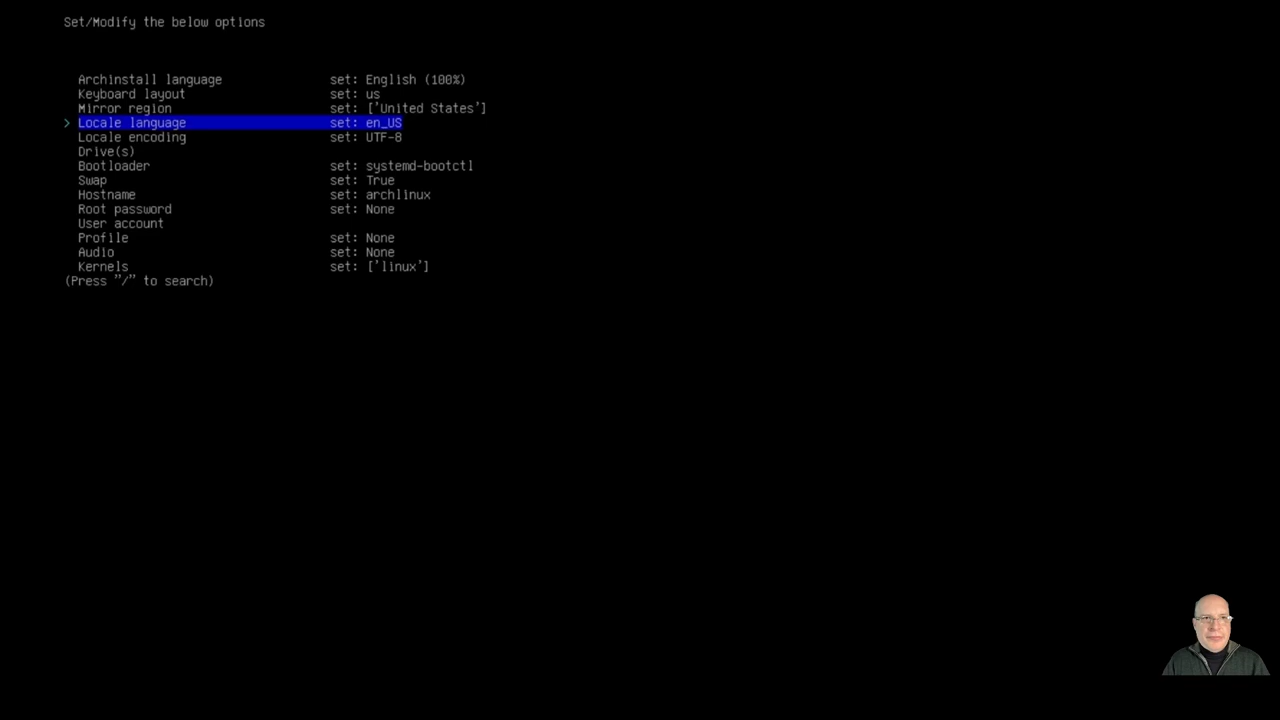 Set/Modify the below options
Archinstall language set: English (100%)
Keyboard layout set: us
Mirror region set: ['United States']
> Locale language set: en_US
Locale encoding set: UTF-8
Drive(s)
Bootloader set: systemd-bootctl
Swap set: True
Hostname set: archlinux
Root password set: None
User account
Profile set: None
Audio set: None
Kernels set: ['linux']
(Press "/" to search)